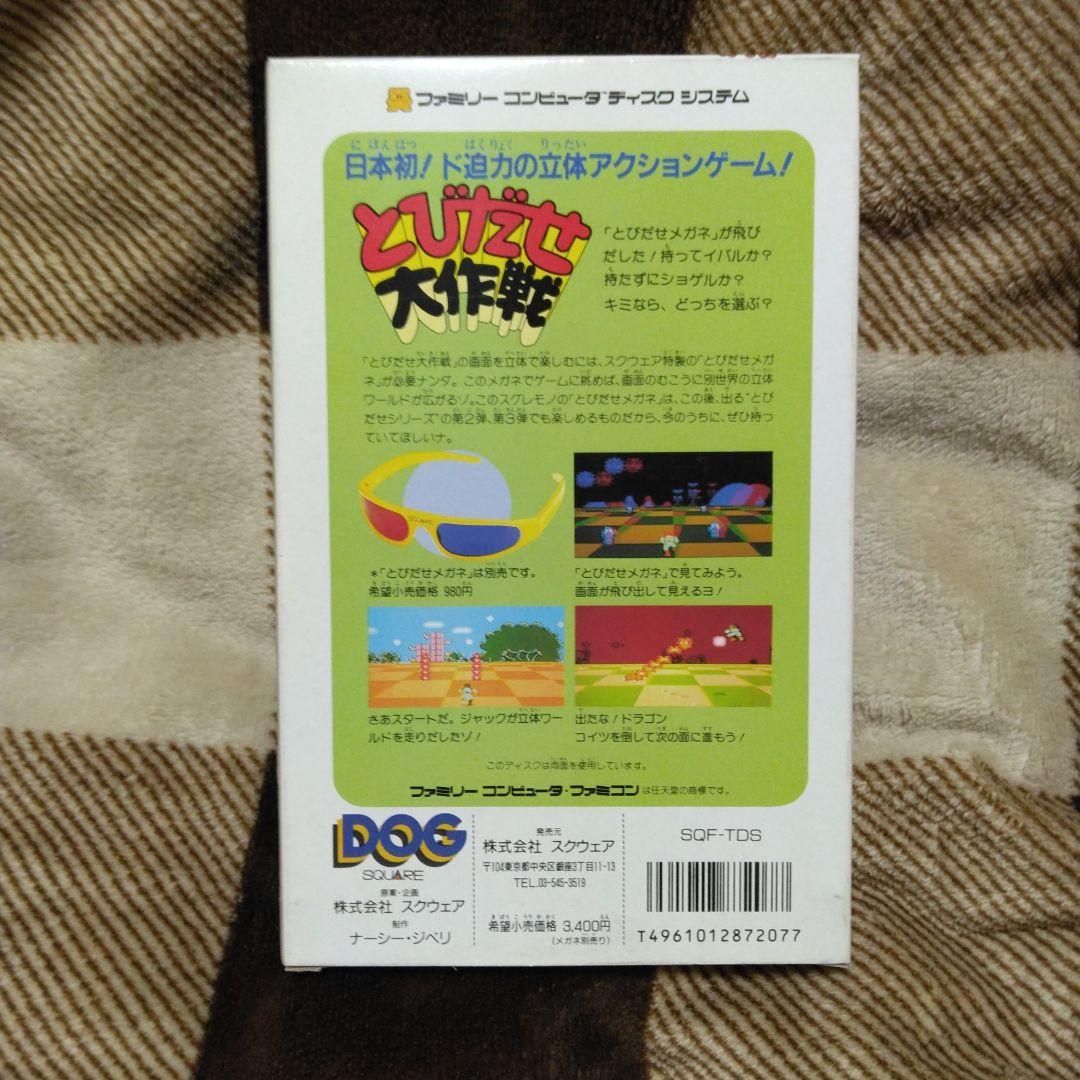 ファミリー コンピュータ™ ディスク システム
日本初! ド迫力の立体アクションゲーム!
とびだせ
大作戦
「とびだせメガネ」が飛び
だした!持ってイバルか?
持たずにショゲルか?
キミなら、どっちを選ぶ?
「とびだせ大作戦」の画面を立体で楽しむには、スクウェア特製の「とびだせメガ
ネ」が必要ナンダ。このメガネでゲームに挑めば、画面のむこうに別世界の立体
ワールドが広がるゾ。このスグレモノの「とびだせメガネ」は、この後、出る“とび
だせシリーズ”の第2弾、第3弾でも楽しめるものだから、今のうちに、ぜひ持っ
ていてほしいナ。
SQUARE
*「とびだせメガネ」は別売です。
希望小売価格 980円
「とびだせメガネ」で見てみよう。
画面が飛び出して見えるヨ!
さあスタートだ。ジャックが立体ワー
ルドを走りだしたゾ!
出たな!ドラゴン
コイツを倒して次の面に進もう!
このディスクは両面を使用しています。
ファミリー コンピュータ・ファミコン は任天堂の商標です。
DOG
SQUARE
原案・企画
株式会社 スクウェア
制作
ナーシー・ジベリ
発売元
株式会社 スクウェア
〒104東京都中央区銀座3丁目11-13
TEL.03-545-3519
希望小売価格 3,400円
(メガネ別売り)
SQF-TDS
T4961012872077